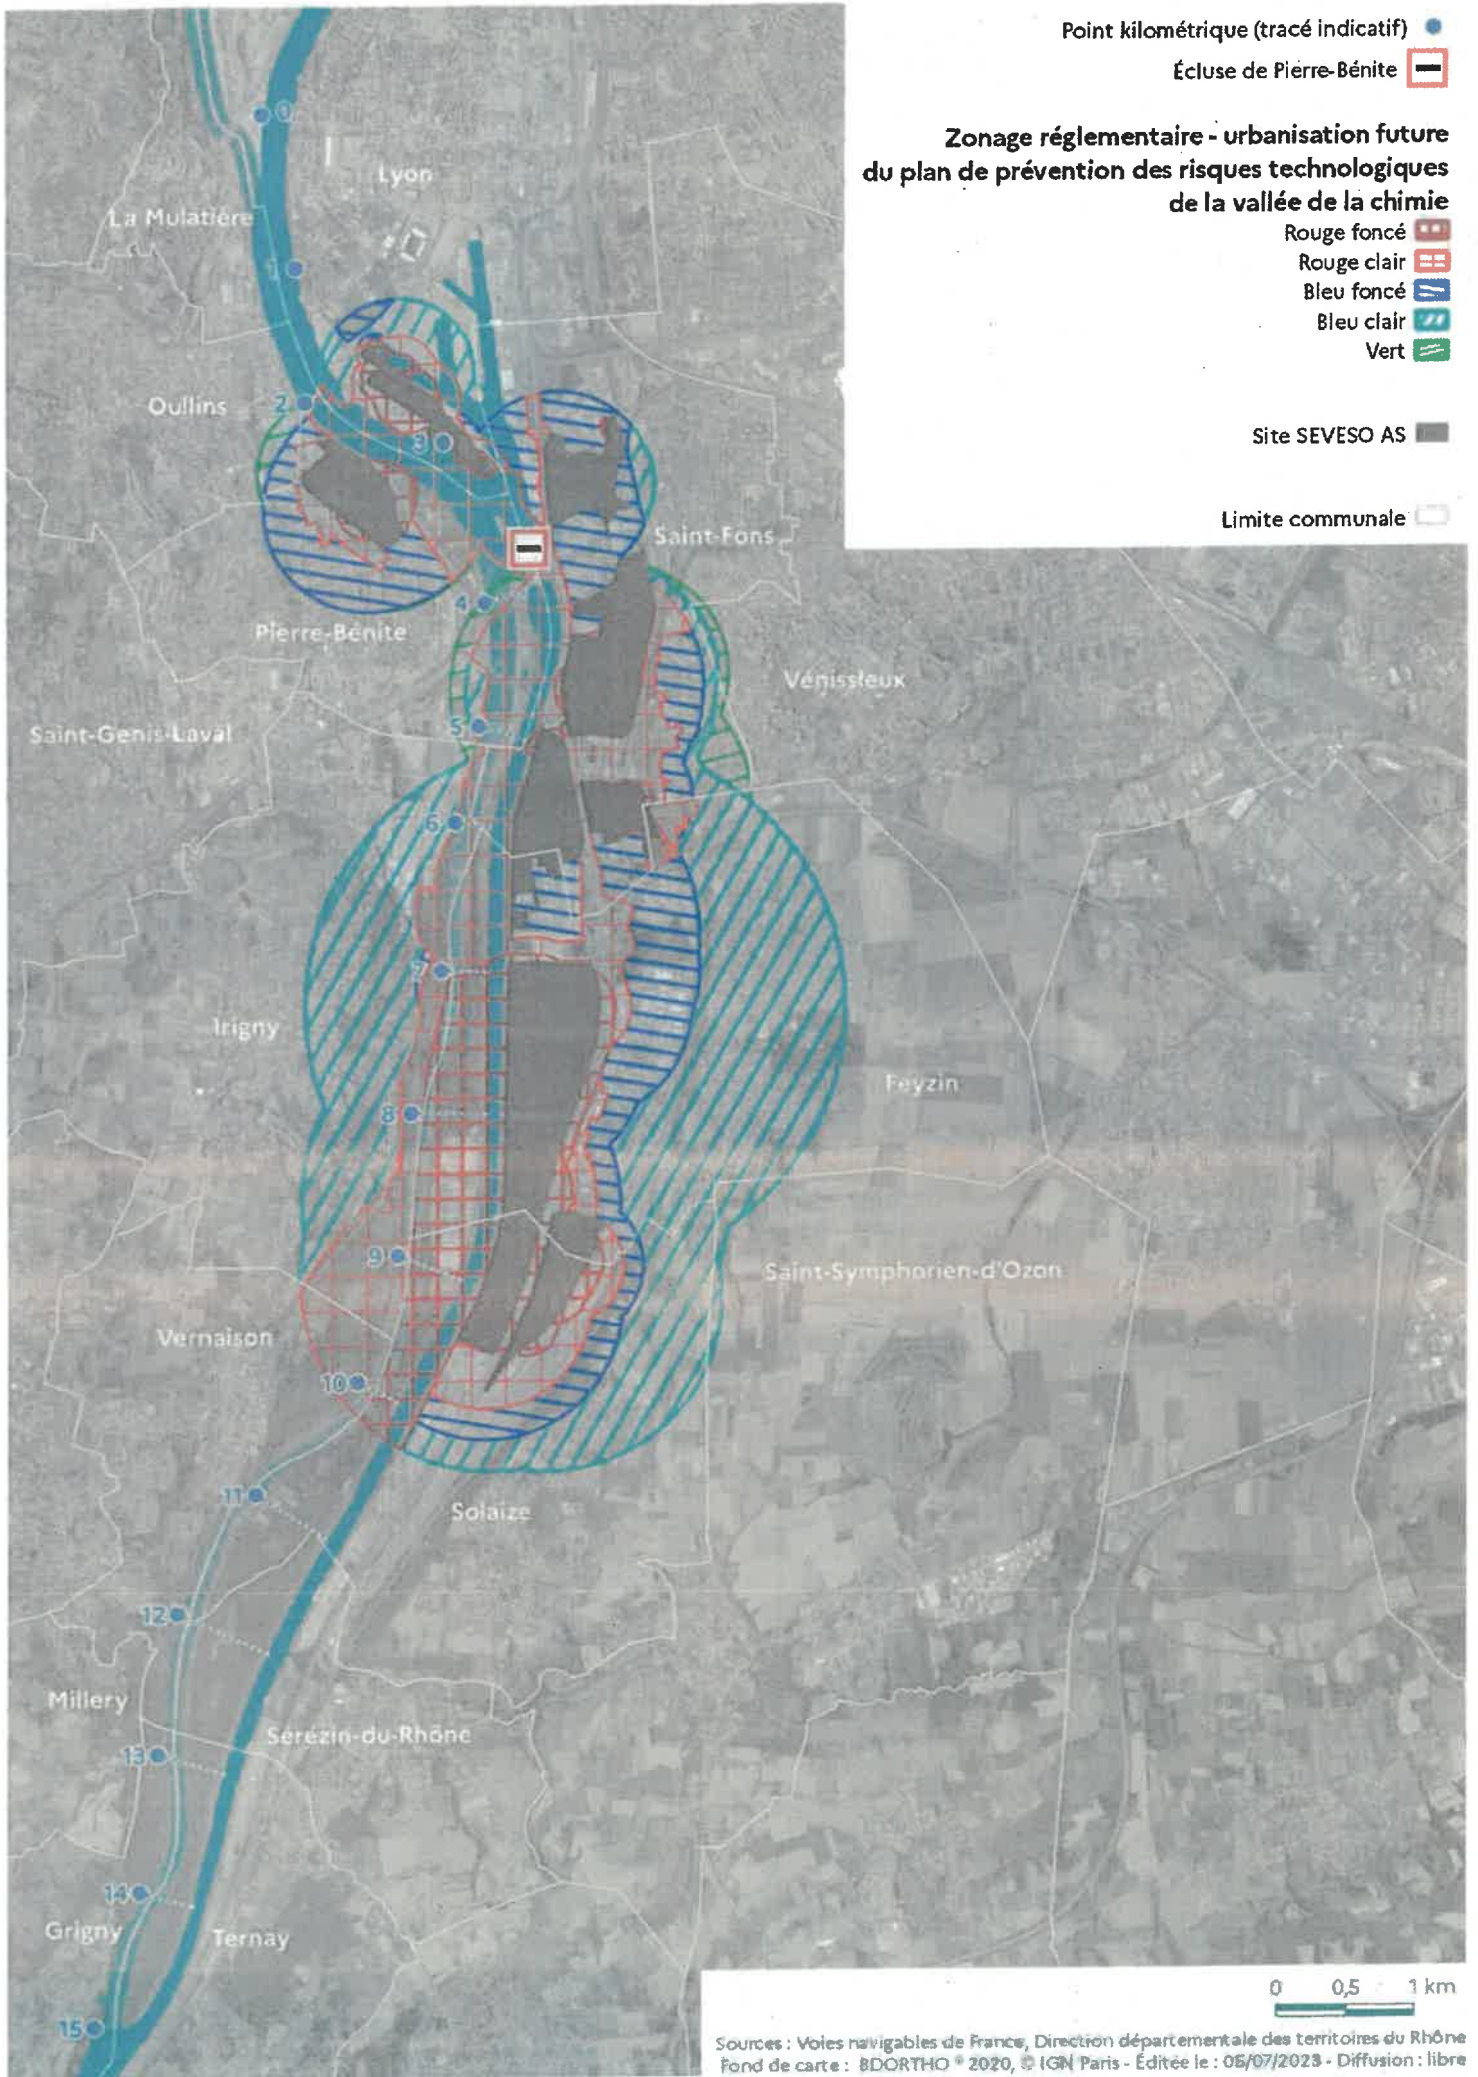 Point kilométrique (tracé indicatif)
Écluse de Pierre-Bénite
Zonage réglementaire - urbanisation future
du plan de prévention des risques technologiques
de la vallée de la chimie
Rouge foncé
Rouge clair
Bleu foncé
Bleu clair
Vert
Site SEVESO AS
Limite communale
0
Lyon
La Mulatière
1
Oullins
2
3
Saint-Fons
4
Pierre-Bénite
Vénissieux
5
Saint-Genis-Laval
6
7
Irigny
Feyzin
8
9
Saint-Symphorien-d'Ozon
Vernaison
10
11
Solaize
12
Millery
Sérézin-du-Rhône
13
14
Grigny
Ternay
15
0 0,5 1 km
Sources : Voies navigables de France, Direction départementale des territoires du Rhône
Fond de carte : BDORTHO ® 2020, © IGN Paris - Éditée le : 05/07/2023 - Diffusion : libre